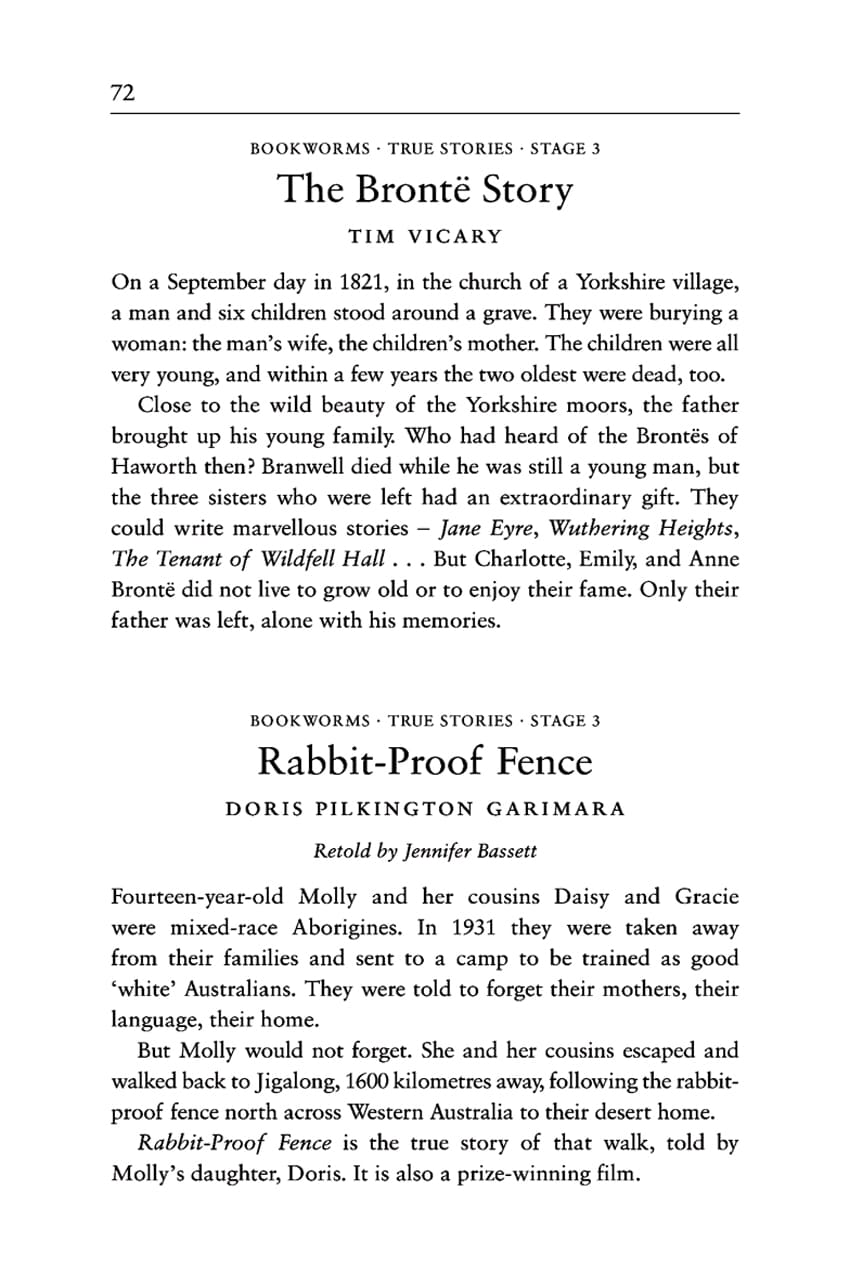 72
BOOKWORMS · TRUE STORIES · STAGE 3
The Brontë Story
TIM VICARY
On a September day in 1821, in the church of a Yorkshire village,
a man and six children stood around a grave. They were burying a
woman: the man’s wife, the children’s mother. The children were all
very young, and within a few years the two oldest were dead, too.
Close to the wild beauty of the Yorkshire moors, the father
brought up his young family. Who had heard of the Brontës of
Haworth then? Branwell died while he was still a young man, but
the three sisters who were left had an extraordinary gift. They
could write marvellous stories – Jane Eyre, Wuthering Heights,
The Tenant of Wildfell Hall . . . But Charlotte, Emily, and Anne
Brontë did not live to grow old or to enjoy their fame. Only their
father was left, alone with his memories.
BOOKWORMS · TRUE STORIES · STAGE 3
Rabbit-Proof Fence
DORIS PILKINGTON GARIMARA
Retold by Jennifer Bassett
Fourteen-year-old Molly and her cousins Daisy and Gracie
were mixed-race Aborigines. In 1931 they were taken away
from their families and sent to a camp to be trained as good
‘white’ Australians. They were told to forget their mothers, their
language, their home.
But Molly would not forget. She and her cousins escaped and
walked back to Jigalong, 1600 kilometres away, following the rabbit-
proof fence north across Western Australia to their desert home.
Rabbit-Proof Fence is the true story of that walk, told by
Molly’s daughter, Doris. It is also a prize-winning film.